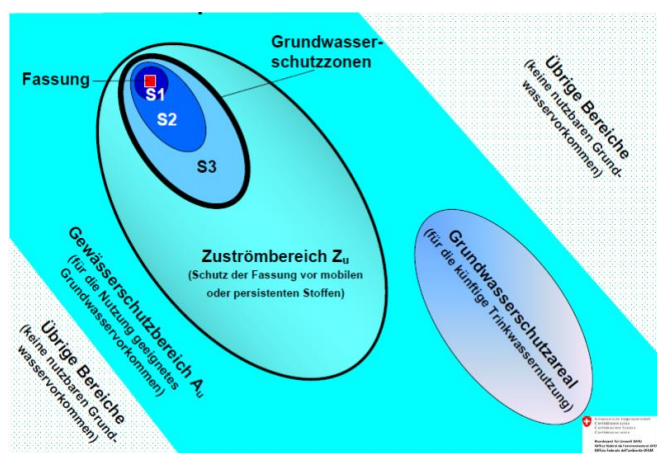 Grundwasser-
schutzzonen
Fassung
S1
S2
S3
Zuströmbereich Zu
(Schutz der Fassung vor mobilen
oder persistenten Stoffen)
Gewässerschutzbereich Au
(für die Nutzung geeignetes
Grundwasservorkommen)
Übrige Bereiche
(keine nutzbaren Grund-
wasservorkommen)
Grundwasserschutzareal
(für die künftige Trinkwassernutzung)
Übrige Bereiche
(keine nutzbaren Grund-
wasservorkommen)